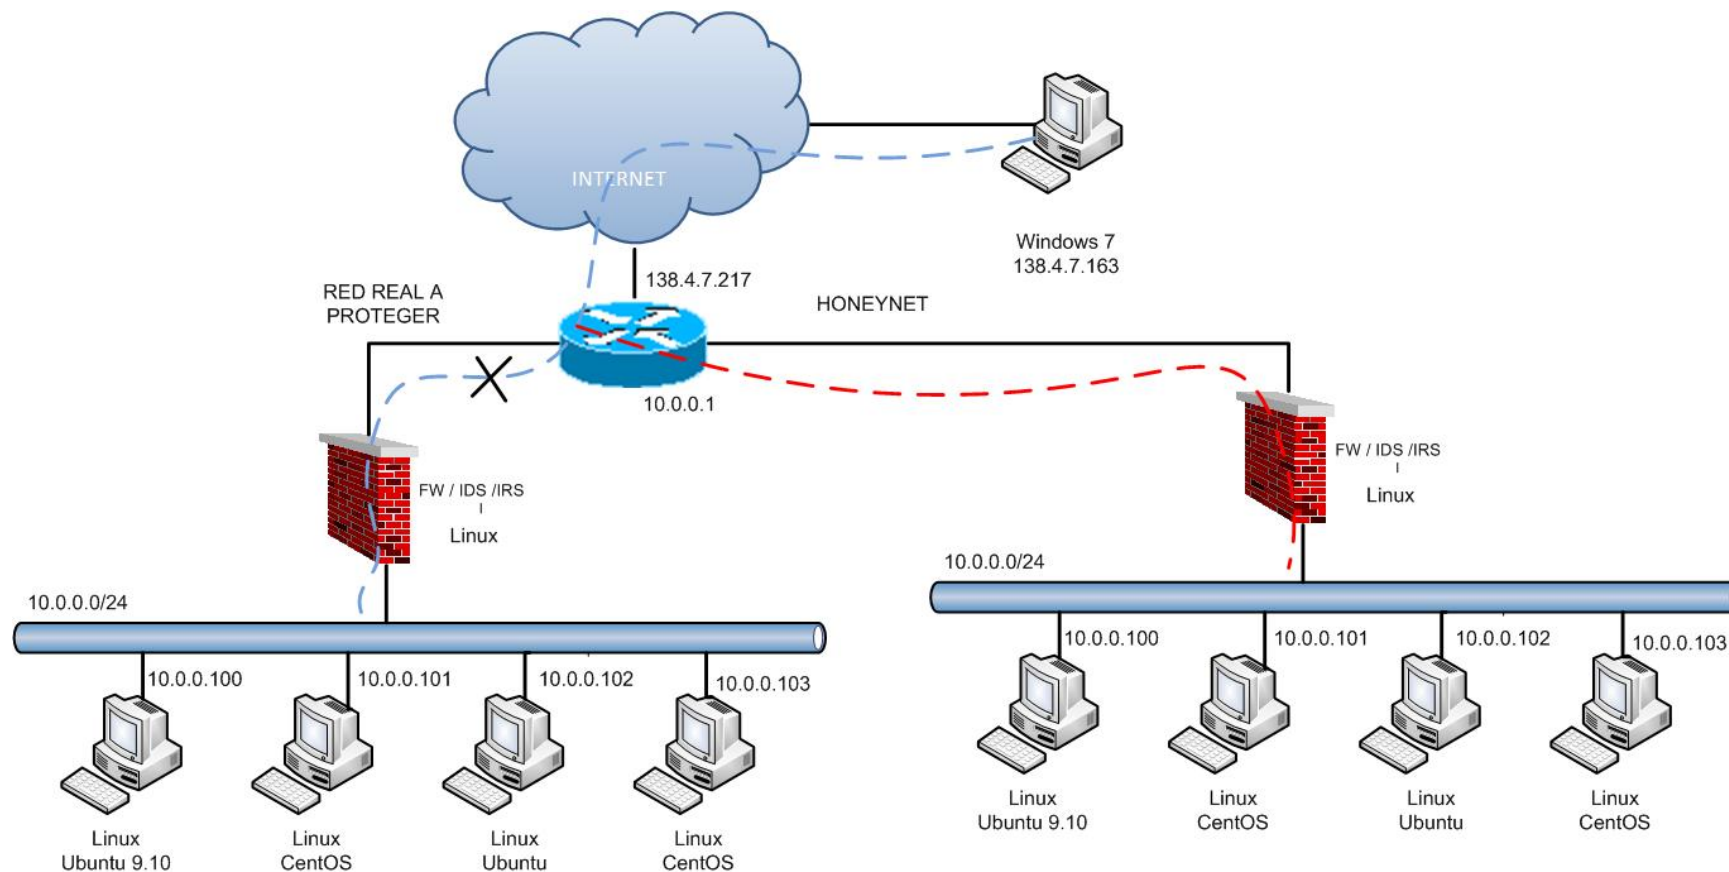 INTERNET
Windows 7
138.4.7.163
138.4.7.217
RED REAL A
PROTEGER
HONEYNET
10.0.0.1
FW / IDS /IRS
Linux
FW / IDS /IRS
Linux
10.0.0.0/24
10.0.0.100
10.0.0.101
10.0.0.102
10.0.0.103
Linux
Ubuntu 9.10
Linux
CentOS
Linux
Ubuntu
Linux
CentOS
10.0.0.0/24
10.0.0.100
10.0.0.101
10.0.0.102
10.0.0.103
Linux
Ubuntu 9.10
Linux
CentOS
Linux
Ubuntu
Linux
CentOS